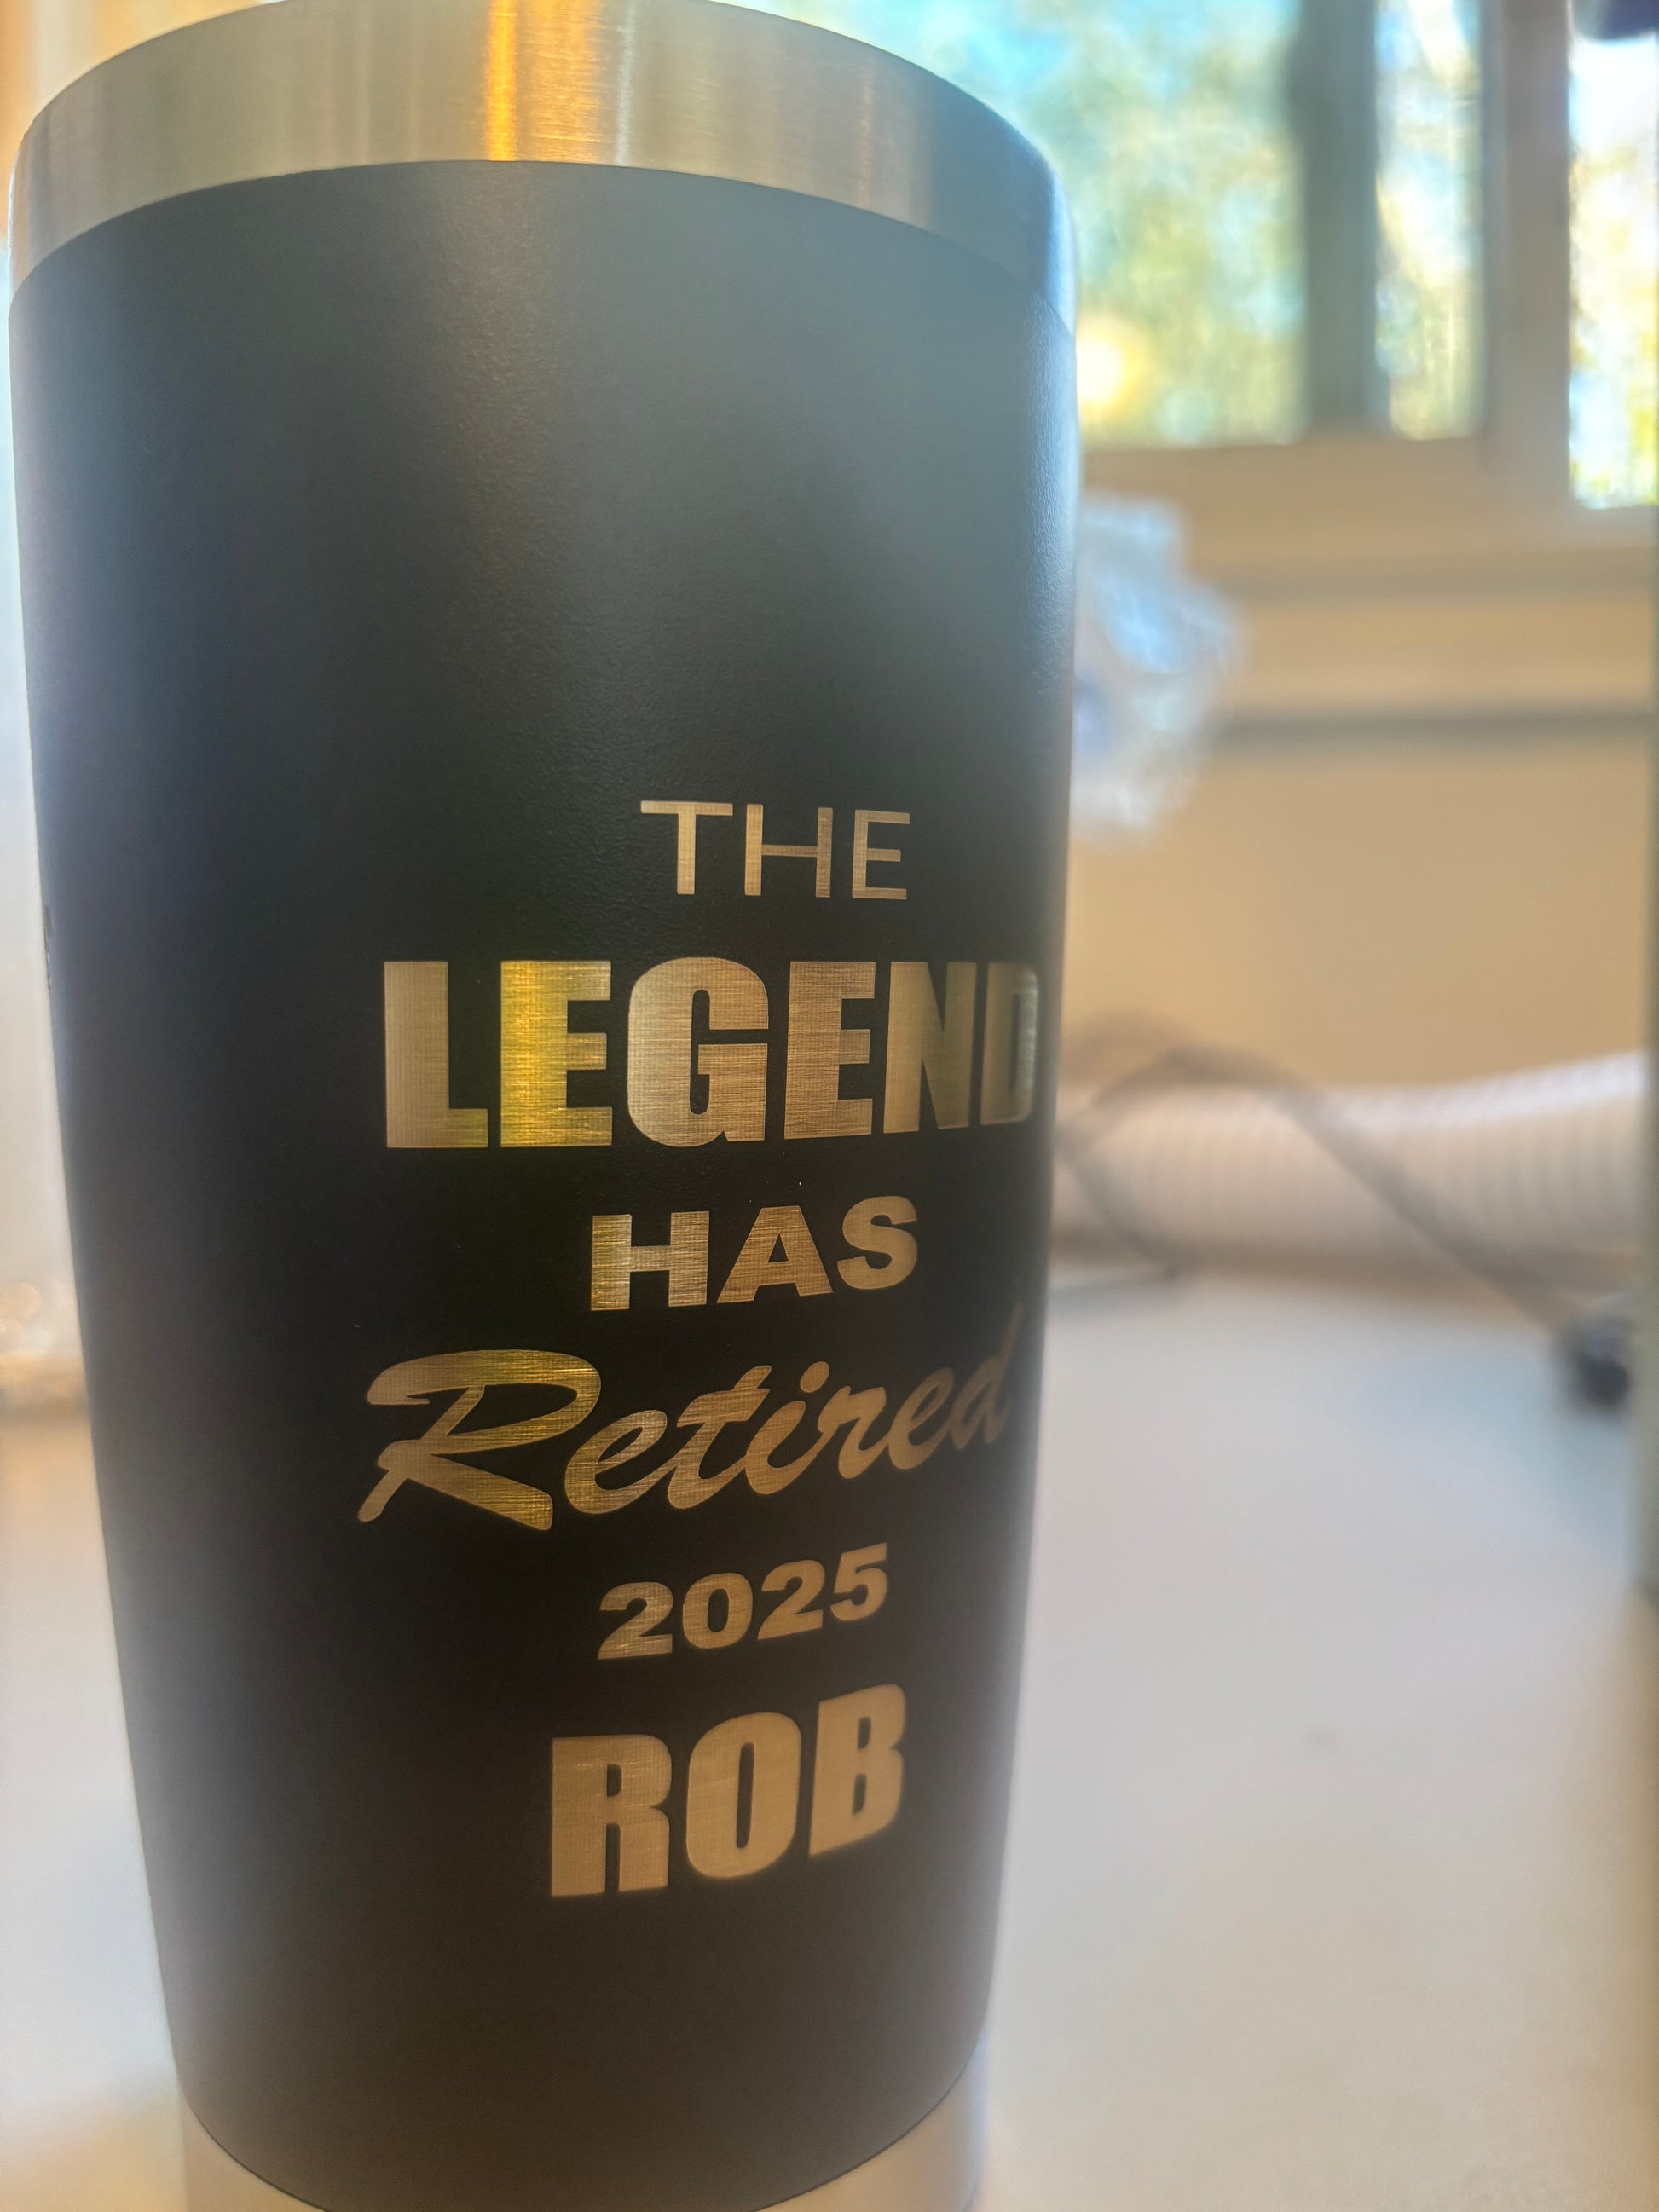 THE
LEGEND
HAS
Retired
2025
ROB